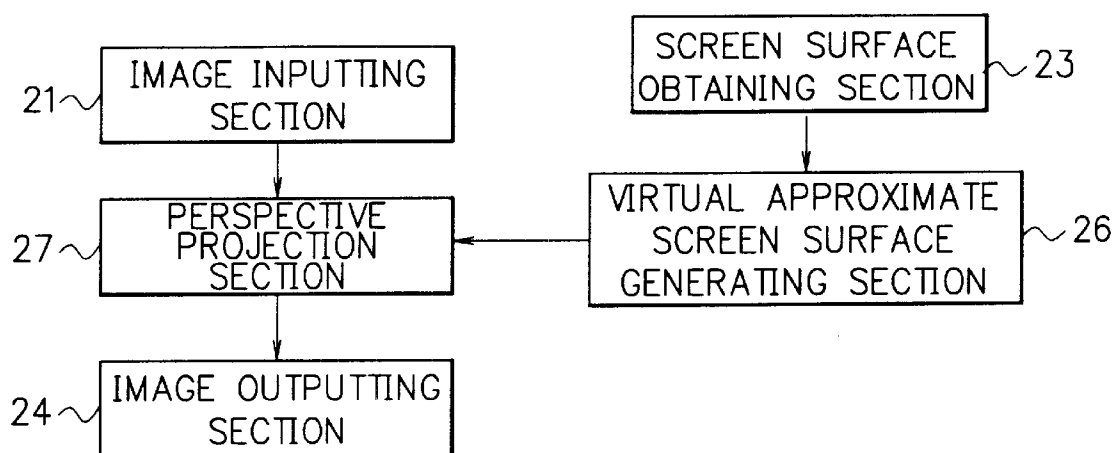 21
IMAGE INPUTTING
SECTION
SCREEN SURFACE
OBTAINING SECTION
23
27
PERSPECTIVE
PROJECTION
SECTION
VIRTUAL APPROXIMATE
SCREEN SURFACE
GENERATING SECTION
26
24
IMAGE OUTPUTTING
SECTION